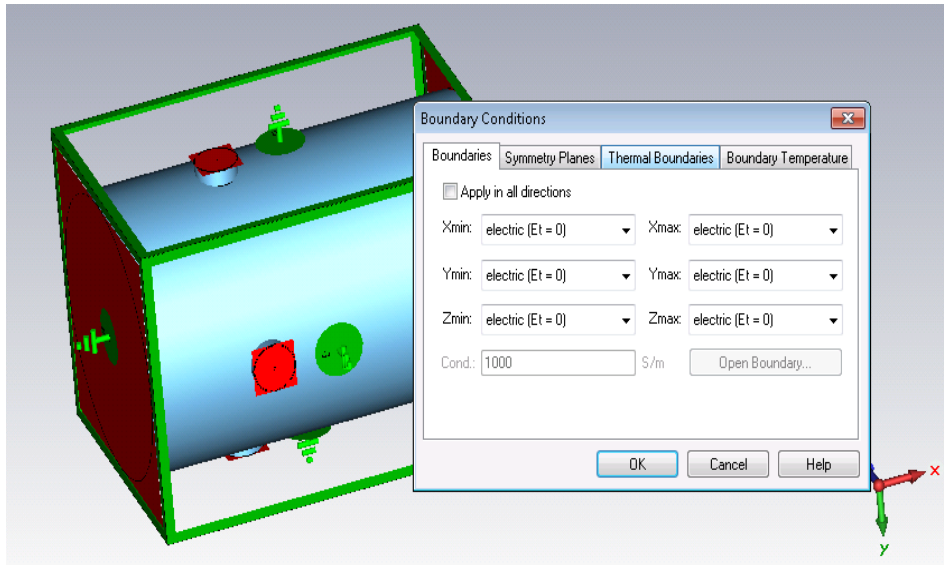 Boundary Conditions
Boundaries Symmetry Planes Thermal Boundaries Boundary Temperature
Apply in all directions
Xmin: electric (Et = 0) Xmax: electric (Et = 0)
Ymin: electric (Et = 0) Ymax: electric (Et = 0)
Zmin: electric (Et = 0) Zmax: electric (Et = 0)
Cond.: 1000 S/m Open Boundary...
OK Cancel Help
x
y